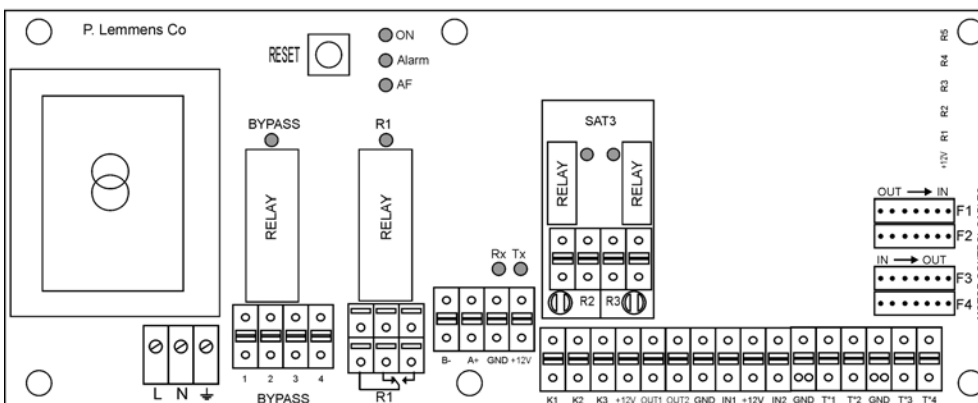 P. Lemmens Co
RESET
ON
Alarm
AF
BYPASS
R1
RELAY
RELAY
SAT3
RELAY
RELAY
R2 R3
Rx Tx
R5
R4
R3
R2
R1
+12V
OUT IN
F1
F2
IN OUT
F3
F4
L N
1 2 3 4
BYPASS
R1
B- A+ GND +12V
K1 K2 K3 +12V OUT1 OUT2 GND IN1 +12V IN2 GND T°1 T°2 GND T°3 T°4